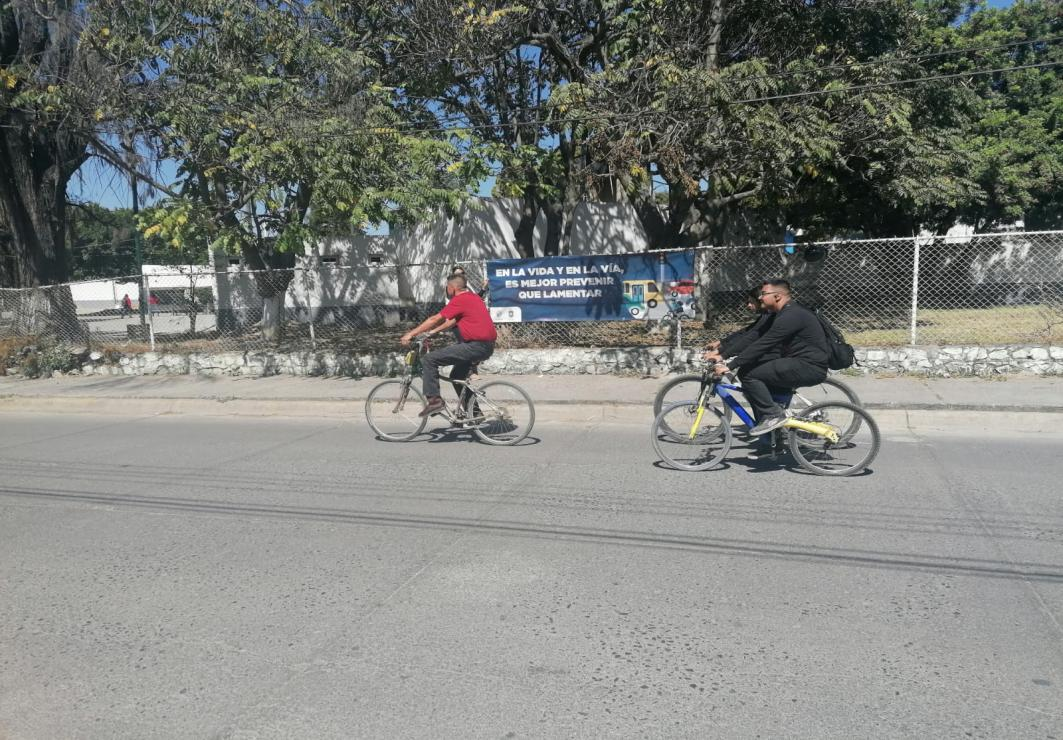 EN LA VIDA Y EN LA VÍA,
ES MEJOR PREVENIR
QUE LAMENTAR